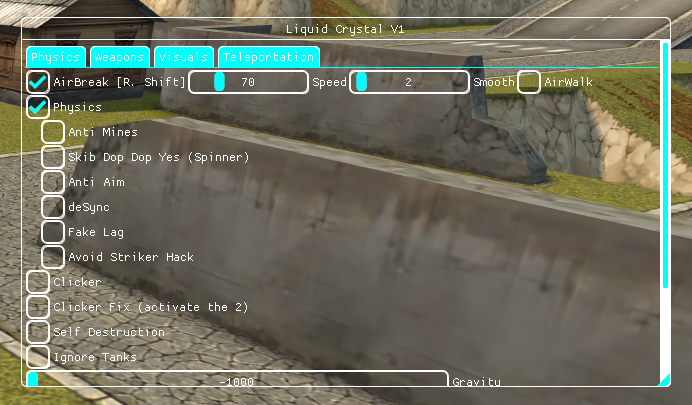 Liquid Crystal V1
Physics Weapons Visuals Teleportation
AirBreak [R. Shift] 70 Speed 2 Smooth AirWalk
Physics
Anti Mines
Skib Dop Dop Yes (Spinner)
Anti Aim
deSync
Fake Lag
Avoid Striker Hack
Clicker
Clicker Fix (activate the 2)
Self Destruction
Ignore Tanks
-1000 Gravity